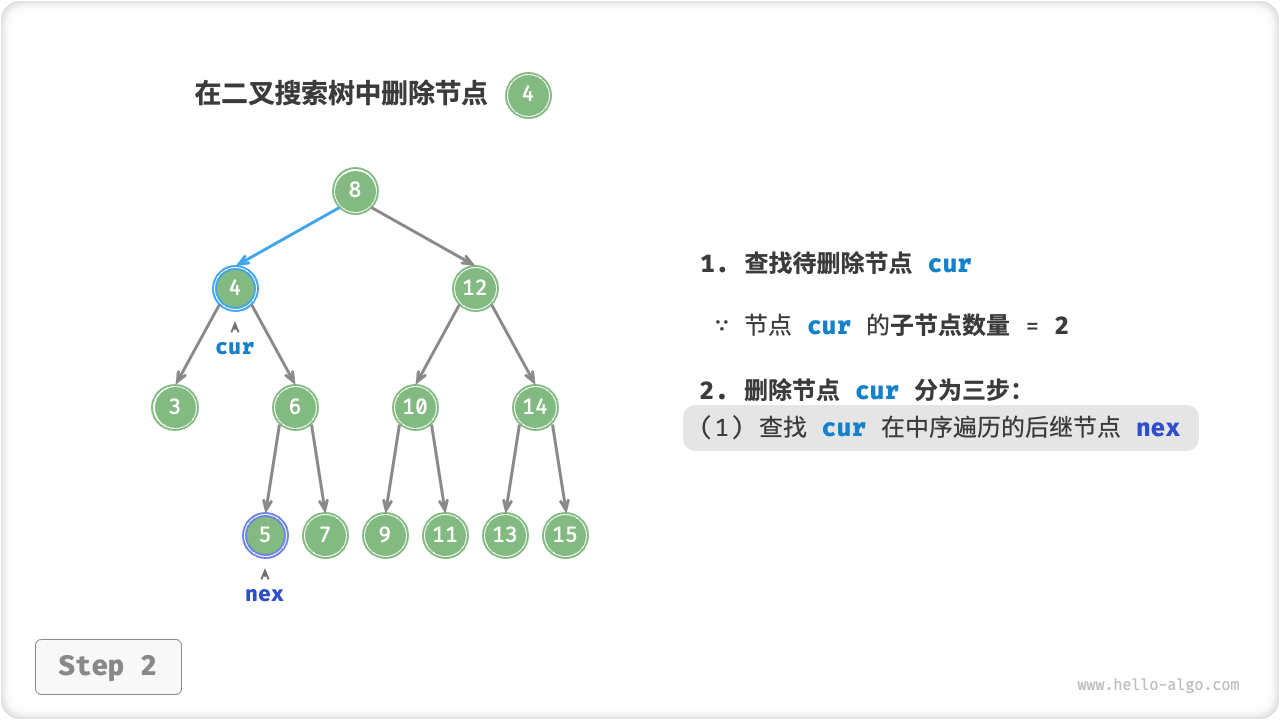 在二叉搜索树中删除节点 4
8
4 12
cur
3 6 10 14
5 7 9 11 13 15
nex
1. 查找待删除节点 cur
∵ 节点 cur 的子节点数量 = 2
2. 删除节点 cur 分为三步：
(1) 查找 cur 在中序遍历的后继节点 nex
Step 2
www.hello-algo.com